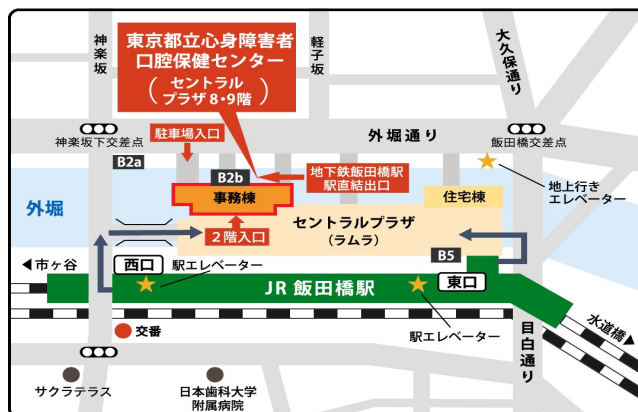 神楽坂
東京都立心身障害者
口腔保健センター
(セントラル
プラザ8・9階)
軽子坂
大久保通り
神楽坂下交差点
駐車場入口
外堀通り
飯田橋交差点
B2a
B2b
地下鉄飯田橋駅
駅直結出口
地上行き
エレベーター
外堀
事務棟
住宅棟
2階入口
セントラルプラザ
(ラムラ)
市ヶ谷
西口
駅エレベーター
B5
JR 飯田橋駅
東口
交番
駅エレベーター
目白通り
水道橋
サクラテラス
日本歯科大学
附属病院